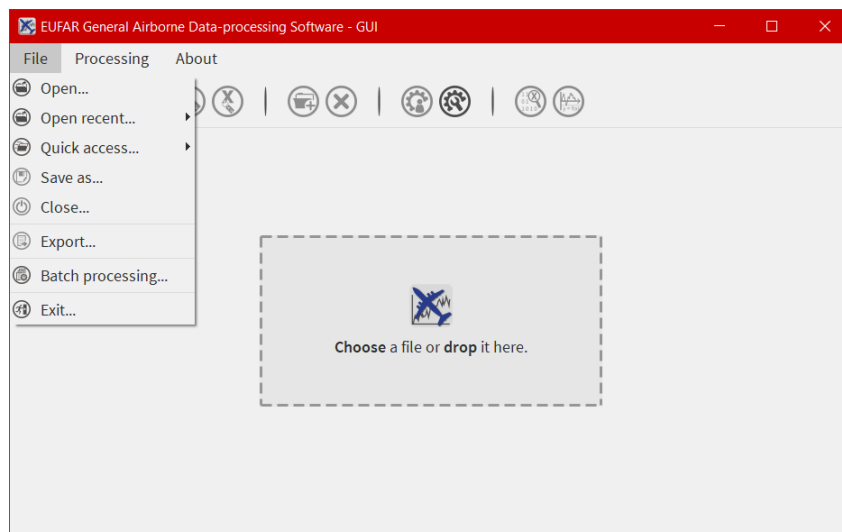 EUFAR General Airborne Data-processing Software - GUI
File Processing About
Open...
Open recent...
Quick access...
Save as...
Close...
Export...
Batch processing...
Exit...
Choose a file or drop it here.